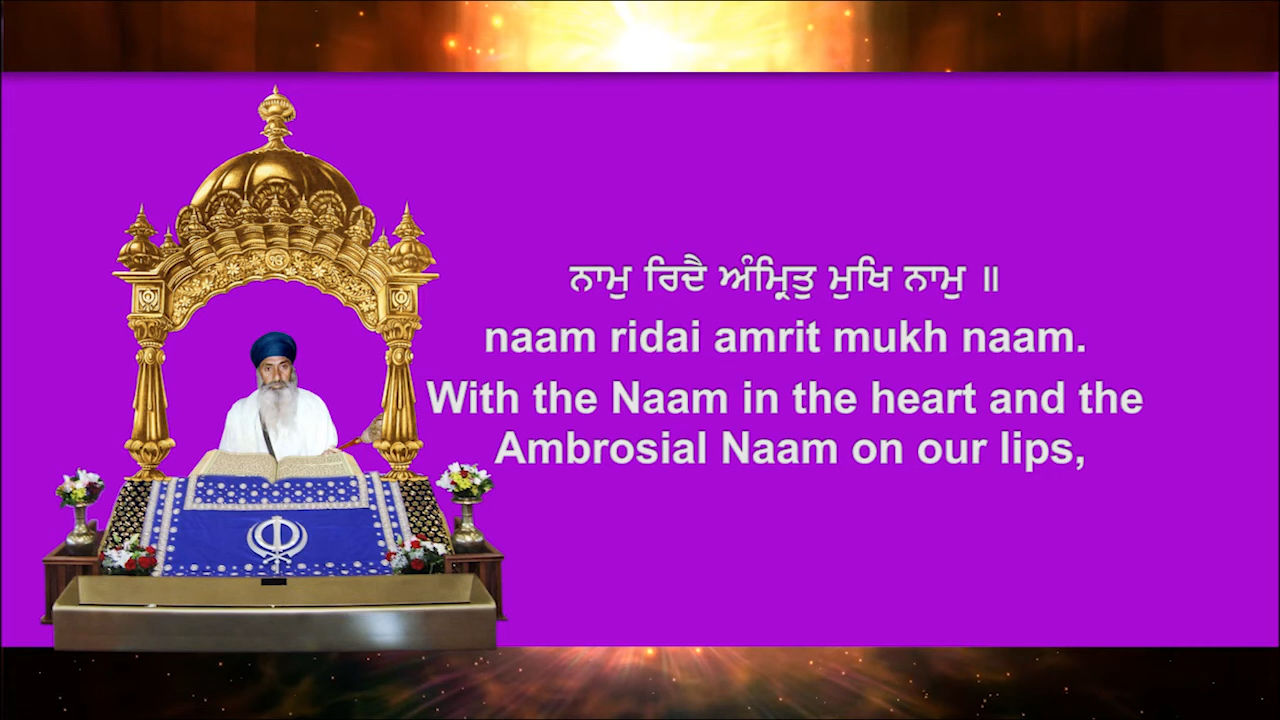 ਨਾਮੁ ਰਿਦੈ ਅੰਮ੍ਰਿਤੁ ਮੁਖਿ ਨਾਮੁ ॥
naam ridai amrit mukh naam.
With the Naam in the heart and the
Ambrosial Naam on our lips,